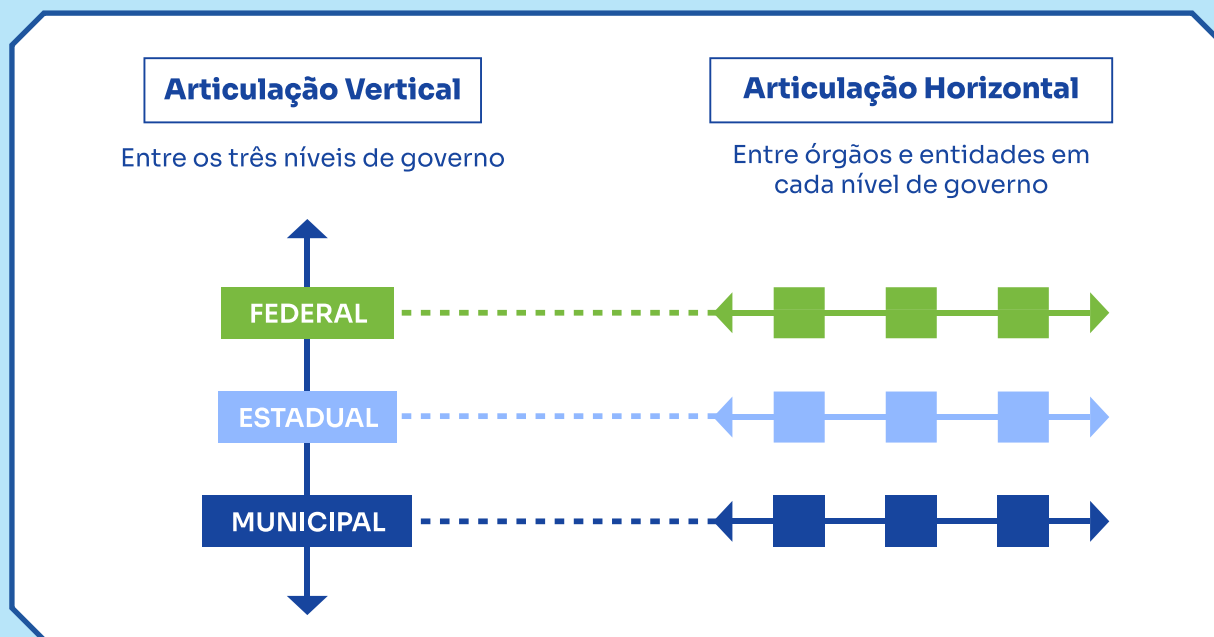 Articulação Vertical
Entre os três níveis de governo
Articulação Horizontal
Entre órgãos e entidades em
cada nível de governo
FEDERAL
ESTADUAL
MUNICIPAL